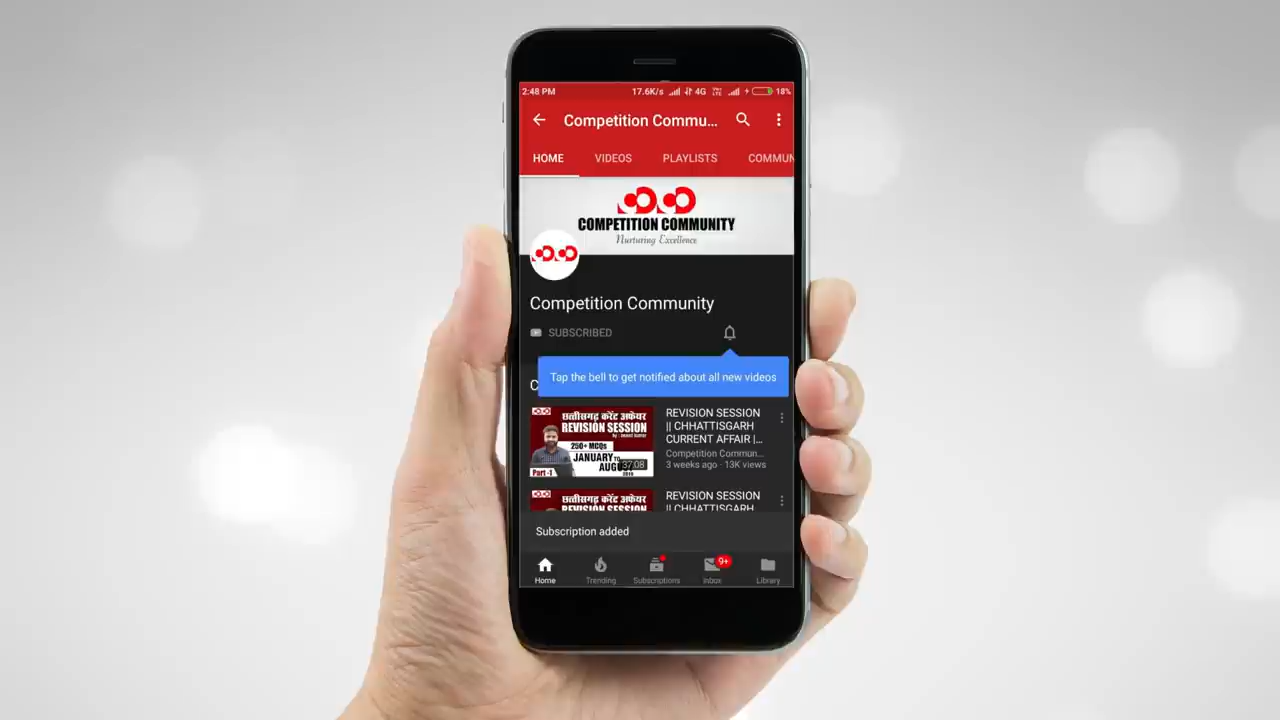 2:48 PM 17.6K/s 4G 18%
Competition Commu...
HOME VIDEOS PLAYLISTS COMMUN
COMPETITION COMMUNITY
Nurturing Excellence
Competition Community
SUBSCRIBED
Tap the bell to get notified about all new videos
C
छत्तीसगढ़ करेंट अफेयर
REVISION SESSION
250+ MCQs
JANUARY TO
AUGUST
37:08
Part -1
REVISION SESSION
|| CHHATTISGARH
CURRENT AFFAIR |...
Competition Commun...
3 weeks ago · 13K views
छत्तीसगढ़ करेंट अफेयर
REVISION SESSION
REVISION SESSION
|| CHHATTISGARH
Subscription added
9+
Home Trending Subscriptions Inbox Library